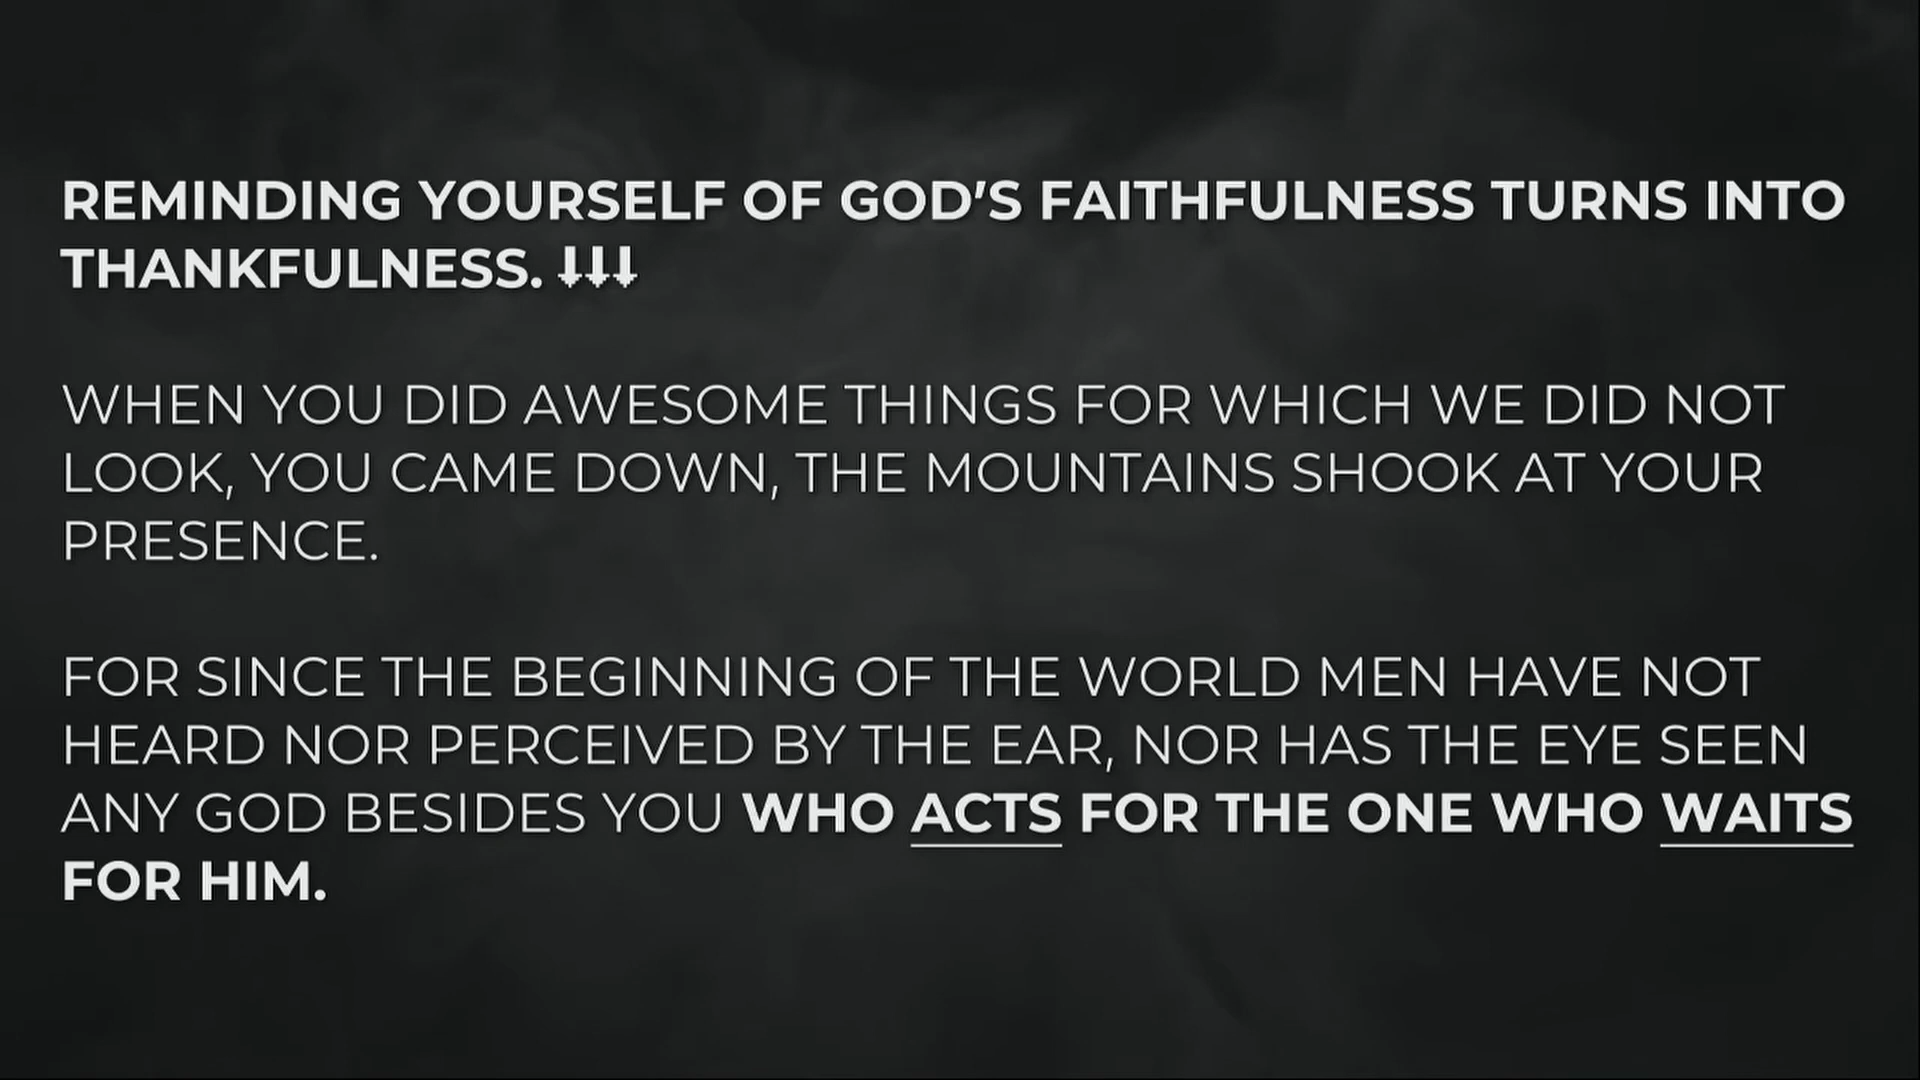 REMINDING YOURSELF OF GOD'S FAITHFULNESS TURNS INTO
THANKFULNESS. ⬇⬇⬇
WHEN YOU DID AWESOME THINGS FOR WHICH WE DID NOT
LOOK, YOU CAME DOWN, THE MOUNTAINS SHOOK AT YOUR
PRESENCE.
FOR SINCE THE BEGINNING OF THE WORLD MEN HAVE NOT
HEARD NOR PERCEIVED BY THE EAR, NOR HAS THE EYE SEEN
ANY GOD BESIDES YOU WHO ACTS FOR THE ONE WHO WAITS
FOR HIM.